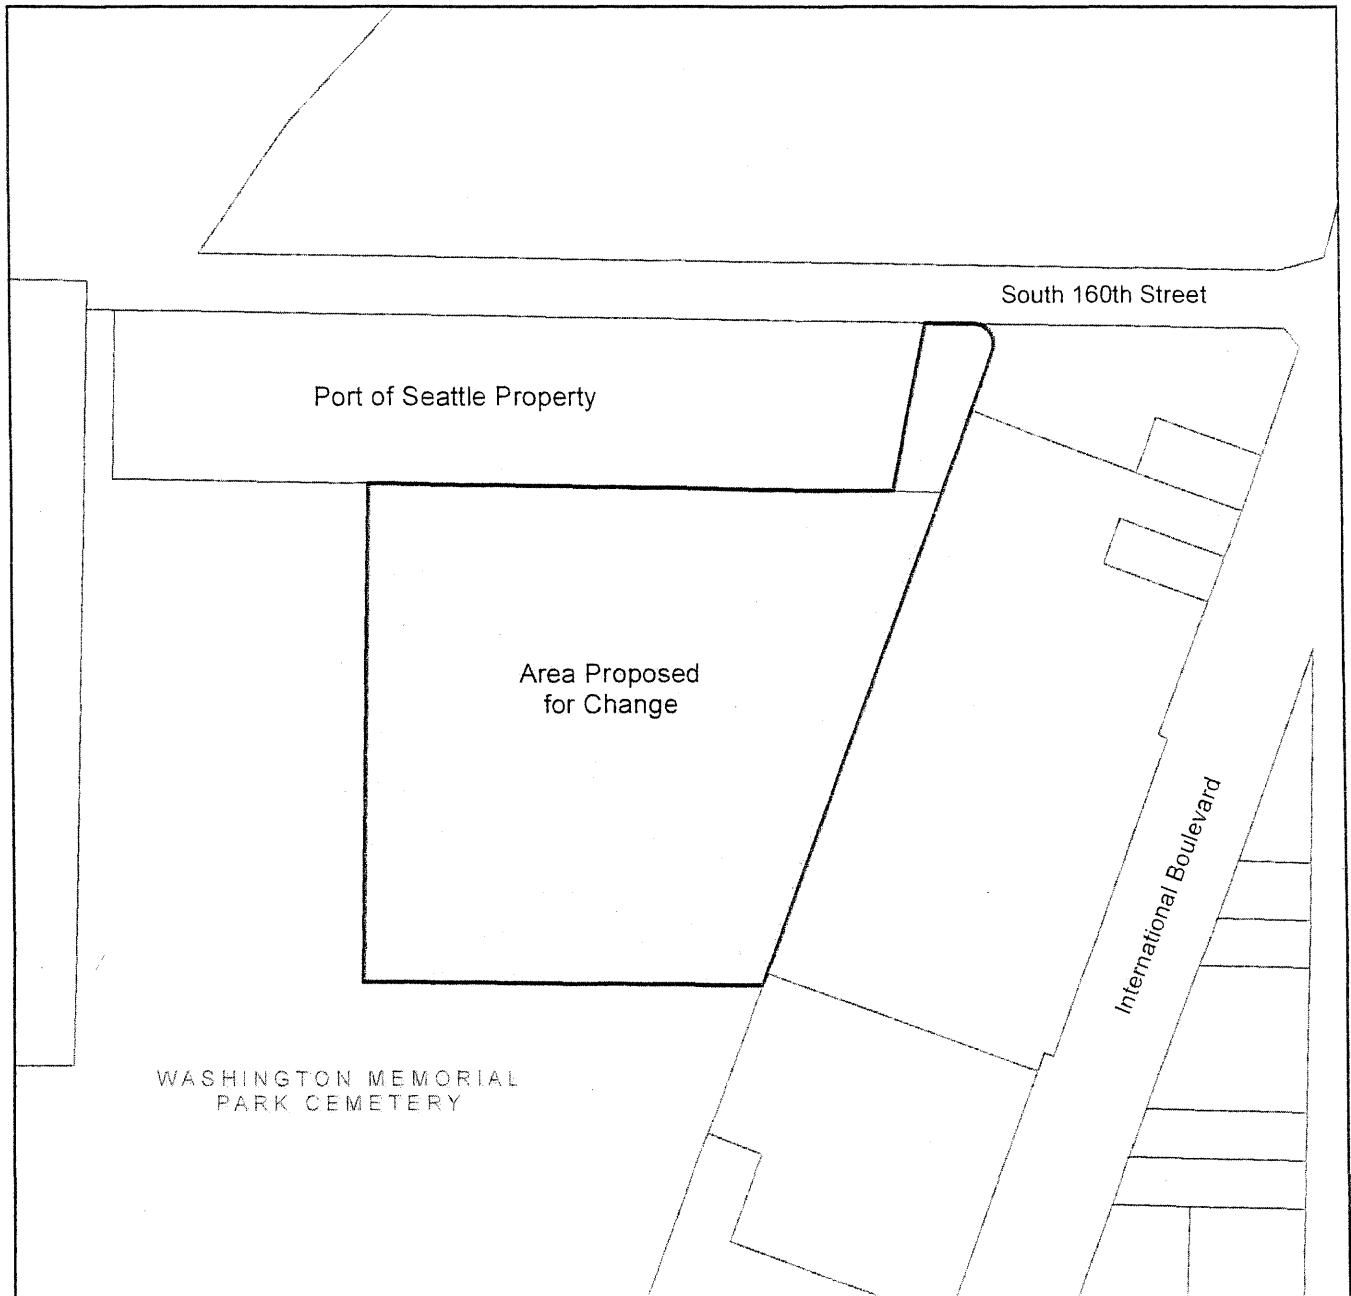 South 160th Street
Port of Seattle Property
Area Proposed
for Change
International Boulevard
WASHINGTON MEMORIAL
PARK CEMETERY